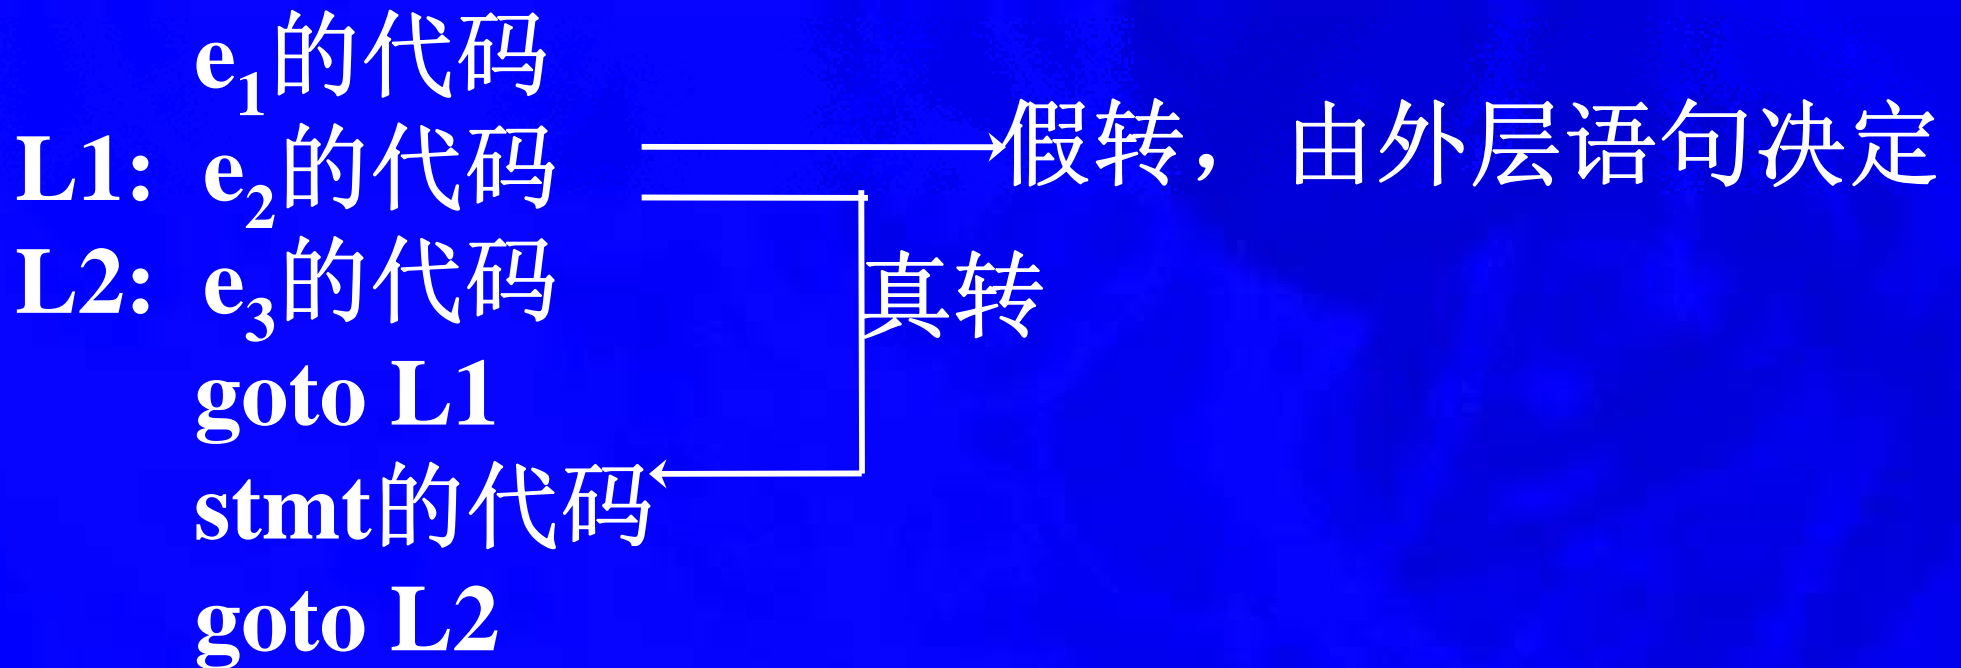 e₁的代码
L1: e₂的代码
假转，由外层语句决定
L2: e₃的代码
真转
goto L1
stmt的代码
goto L2